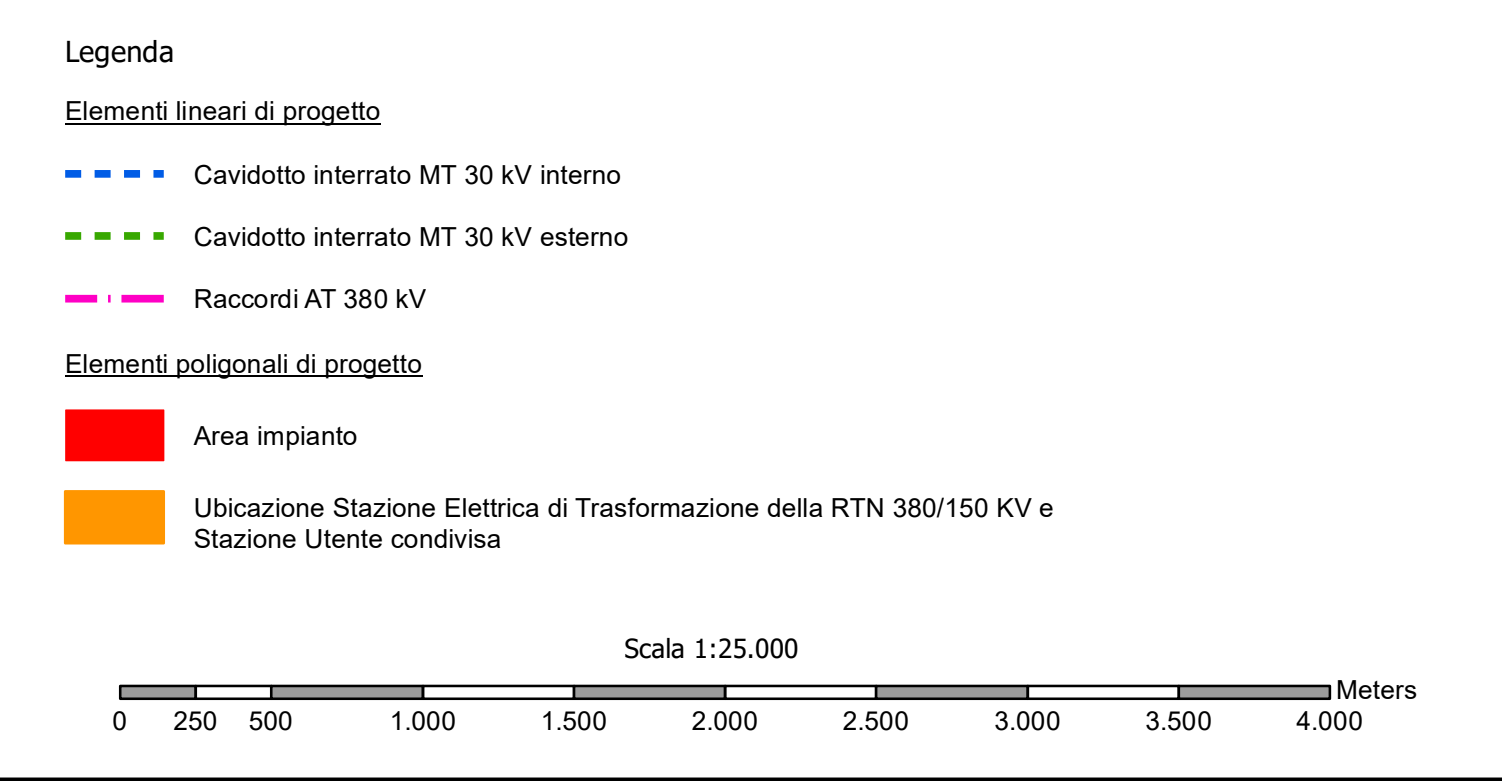 Legenda
Elementi lineari di progetto
Cavidotto interrato MT 30 kV interno
Cavidotto interrato MT 30 kV esterno
Raccordi AT 380 kV
Elementi poligonali di progetto
Area impianto
Ubicazione Stazione Elettrica di Trasformazione della RTN 380/150 KV e
Stazione Utente condivisa
Scala 1:25.000
Meters
0 250 500 1.000 1.500 2.000 2.500 3.000 3.500 4.000